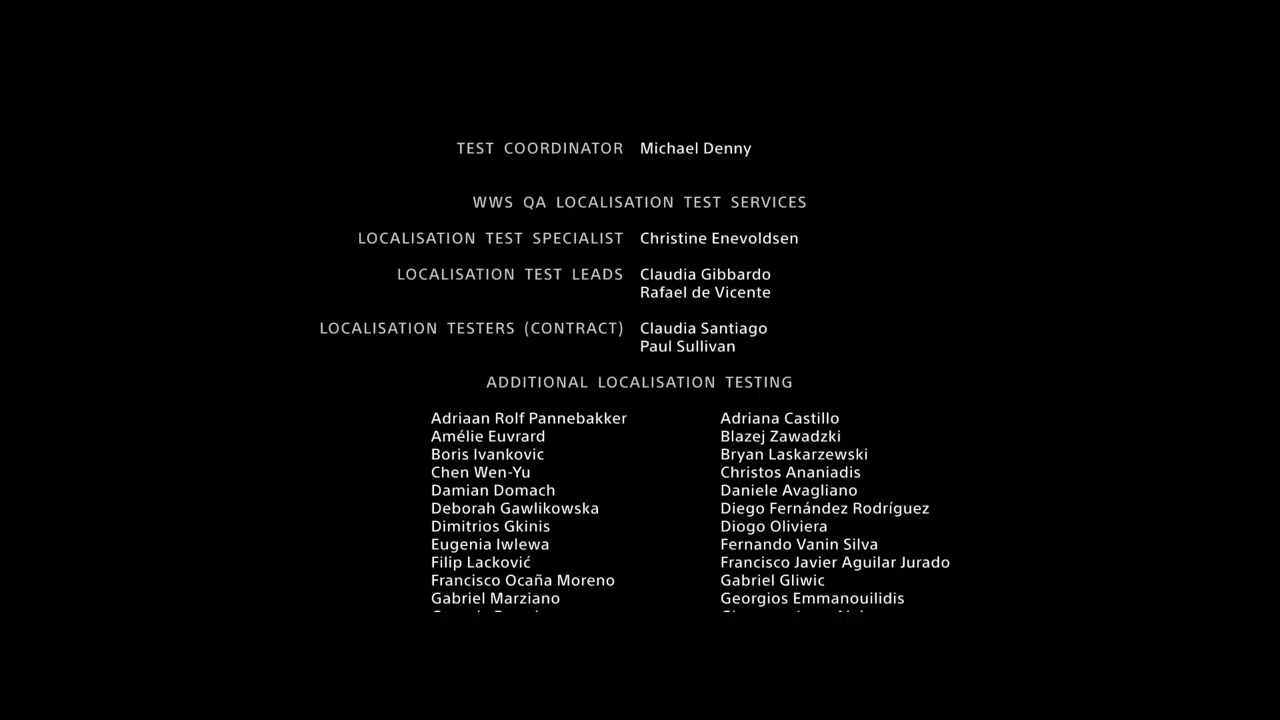 TEST COORDINATOR Michael Denny
WWS QA LOCALISATION TEST SERVICES
LOCALISATION TEST SPECIALIST Christine Enevoldsen
LOCALISATION TEST LEADS Claudia Gibbardo
Rafael de Vicente
LOCALISATION TESTERS (CONTRACT) Claudia Santiago
Paul Sullivan
ADDITIONAL LOCALISATION TESTING
Adriaan Rolf Pannebakker Adriana Castillo
Amélie Euvrard Blazej Zawadzki
Boris Ivankovic Bryan Laskarzewski
Chen Wen-Yu Christos Ananiadis
Damian Domach Daniele Avagliano
Deborah Gawlikowska Diego Fernández Rodríguez
Dimitrios Gkinis Diogo Oliviera
Eugenia Iwlewa Fernando Vanin Silva
Filip Lacković Francisco Javier Aguilar Jurado
Francisco Ocaña Moreno Gabriel Gliwic
Gabriel Marziano Georgios Emmanouilidis